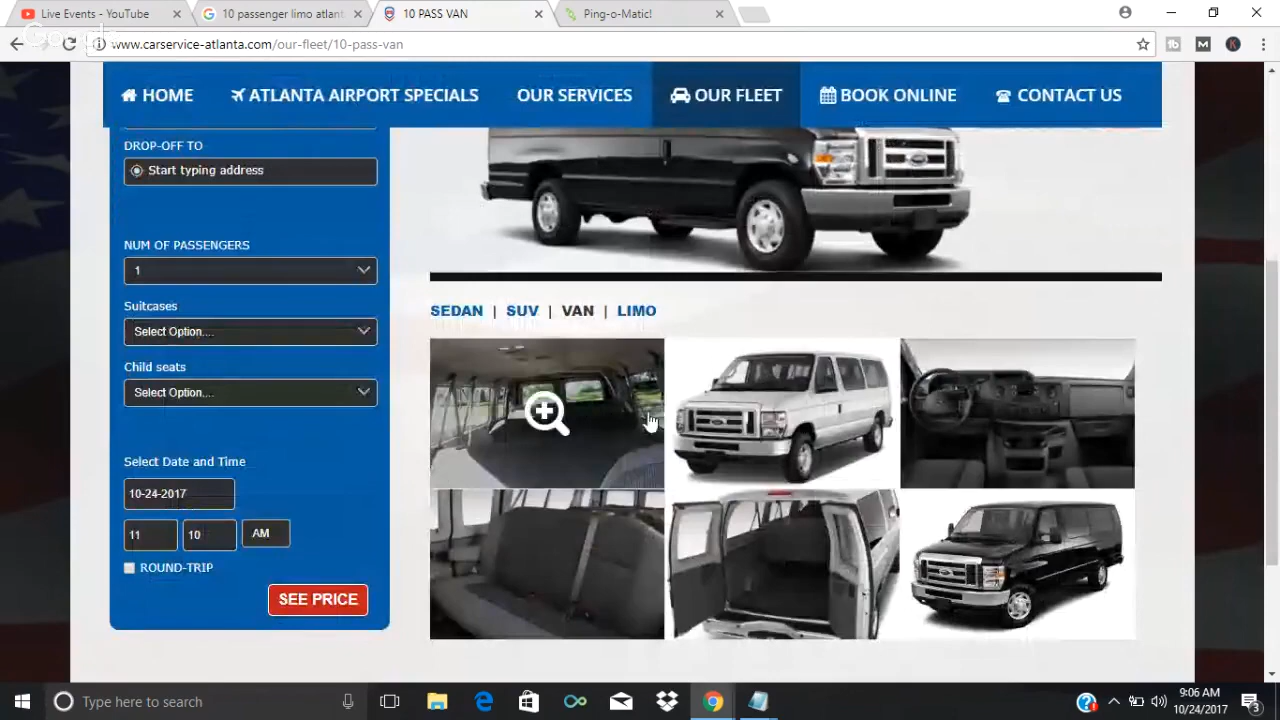 Live Events - YouTube
10 passenger limo atlant
10 PASS VAN
Ping-o-Matic!
Google
www.carservice-atlanta.com/our-fleet/10-pass-van
HOME
ATLANTA AIRPORT SPECIALS
OUR SERVICES
OUR FLEET
BOOK ONLINE
CONTACT US
DROP-OFF TO
Start typing address
NUM OF PASSENGERS
1
Suitcases
Select Option....
Child seats
Select Option....
Select Date and Time
10-24-2017
11 10 AM
ROUND-TRIP
SEE PRICE
SEDAN | SUV | VAN | LIMO
Type here to search
9:06 AM
10/24/2017
3